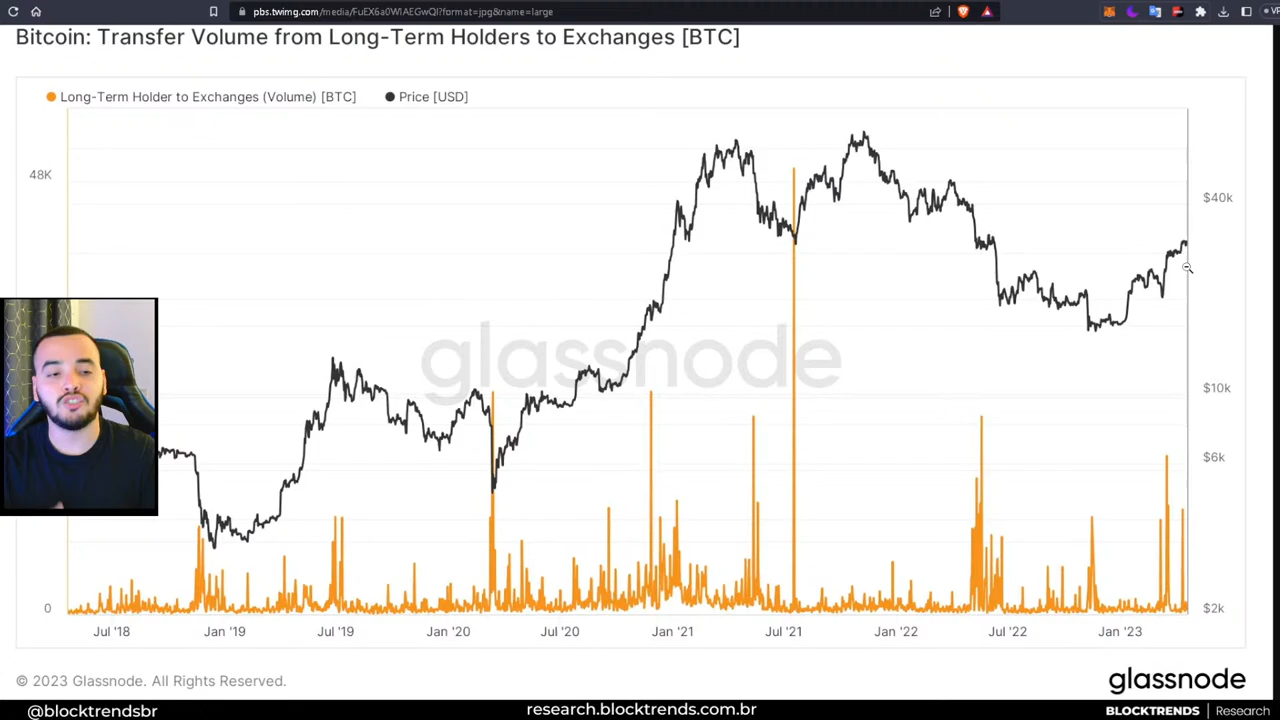 pbs.twimg.com/media/FuEX6a0WIAEGwQI?format=jpg&name=large
VP
Bitcoin: Transfer Volume from Long-Term Holders to Exchanges [BTC]
Long-Term Holder to Exchanges (Volume) [BTC] Price [USD]
48K
$40k
glassnode
$10k
$6k
0
$2k
Jul '18 Jan '19 Jul '19 Jan '20 Jul '20 Jan '21 Jul '21 Jan '22 Jul '22 Jan '23
© 2023 Glassnode. All Rights Reserved.
glassnode
@blocktrendsbr
research.blocktrends.com.br
BLOCKTRENDS | Research